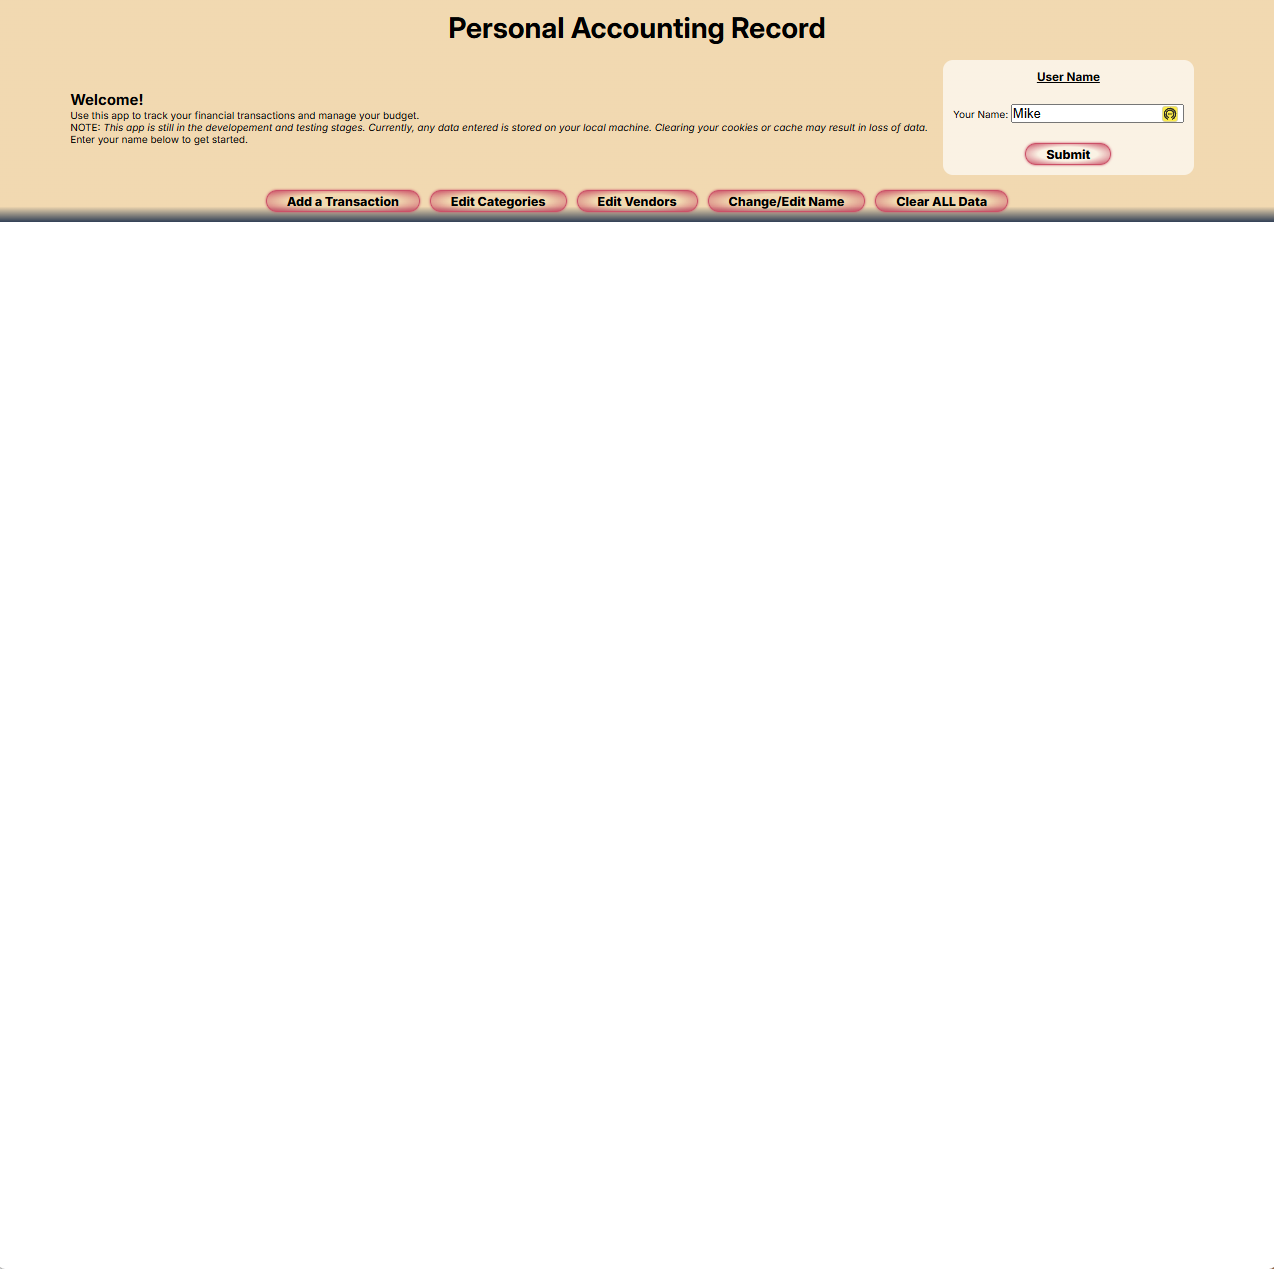 Personal Accounting Record
Welcome!
Use this app to track your financial transactions and manage your budget.
NOTE: This app is still in the developement and testing stages. Currently, any data entered is stored on your local machine. Clearing your cookies or cache may result in loss of data.
Enter your name below to get started.
User Name
Your Name: Mike
Submit
Add a Transaction
Edit Categories
Edit Vendors
Change/Edit Name
Clear ALL Data